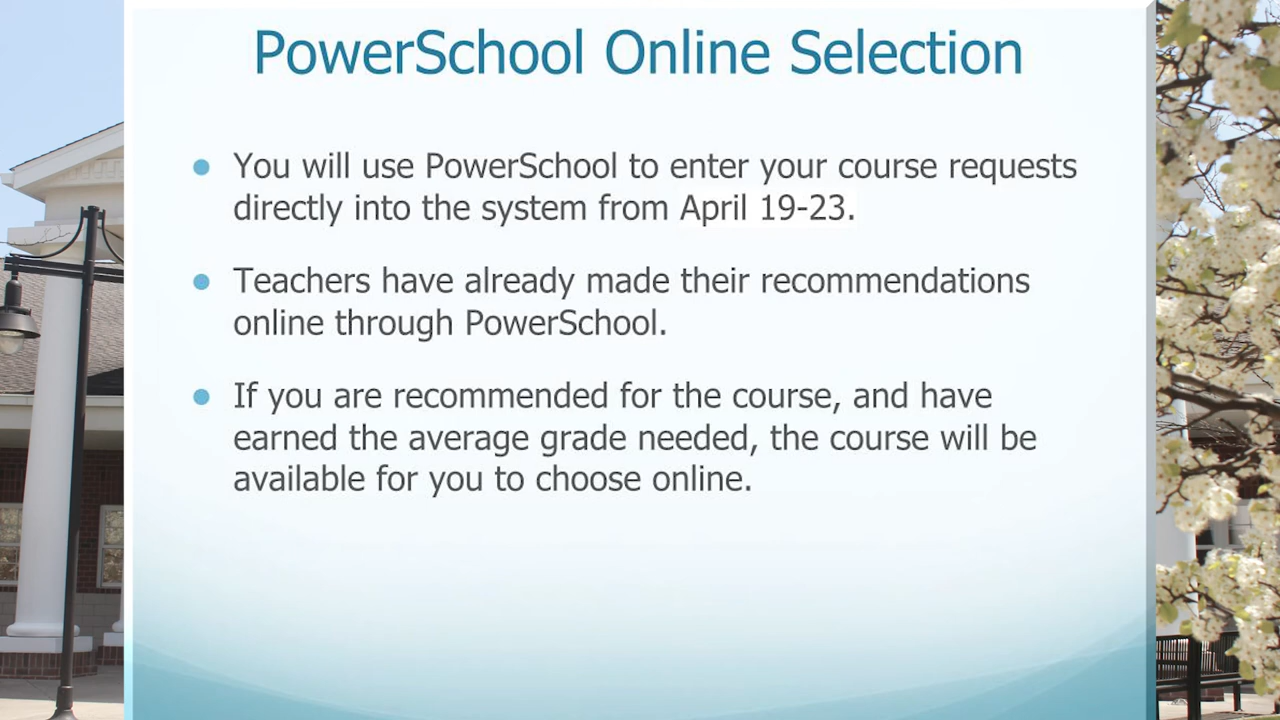 PowerSchool Online Selection
You will use PowerSchool to enter your course requests
directly into the system from April 19-23.
Teachers have already made their recommendations
online through PowerSchool.
If you are recommended for the course, and have
earned the average grade needed, the course will be
available for you to choose online.